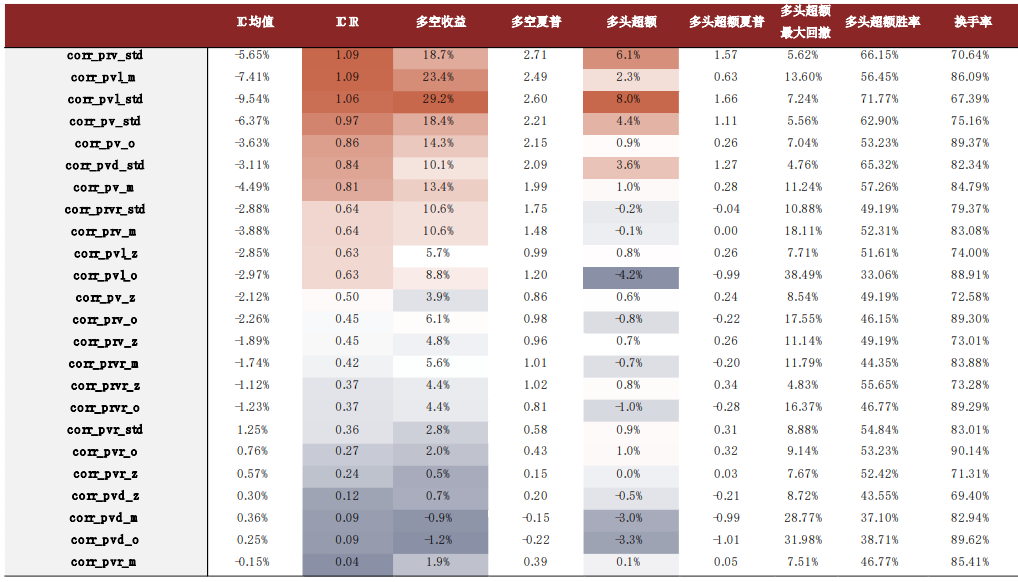 IC均值 ICIR 多空收益 多空夏普 多头超额 多头超额夏普 多头超额最大回撤 多头超额胜率 换手率
corr_prv_std -5.65% 1.09 18.7% 2.71 6.1% 1.57 5.62% 66.15% 70.64%
corr_pvl_m -7.41% 1.09 23.4% 2.49 2.3% 0.63 13.60% 56.45% 86.09%
corr_pvl_std -9.54% 1.06 29.2% 2.60 8.0% 1.66 7.24% 71.77% 67.39%
corr_pv_std -6.37% 0.97 18.4% 2.21 4.4% 1.11 5.56% 62.90% 75.16%
corr_pv_o -3.63% 0.86 14.3% 2.15 0.9% 0.26 7.04% 53.23% 89.37%
corr_pvd_std -3.11% 0.84 10.1% 2.09 3.6% 1.27 4.76% 65.32% 82.34%
corr_pv_m -4.49% 0.81 13.4% 1.99 1.0% 0.28 11.24% 57.26% 84.79%
corr_prvr_std -2.88% 0.64 10.6% 1.75 -0.2% -0.04 10.88% 49.19% 79.37%
corr_prv_m -3.88% 0.64 10.6% 1.48 -0.1% 0.00 18.11% 52.31% 83.08%
corr_pvl_z -2.85% 0.63 5.7% 0.99 0.8% 0.26 7.71% 51.61% 74.00%
corr_pvl_o -2.97% 0.63 8.8% 1.20 -4.2% -0.99 38.49% 33.06% 88.91%
corr_pv_z -2.12% 0.50 3.9% 0.86 0.6% 0.24 8.54% 49.19% 72.58%
corr_prv_o -2.26% 0.45 6.1% 0.98 -0.8% -0.22 17.55% 46.15% 89.30%
corr_prv_z -1.89% 0.45 4.8% 0.96 0.7% 0.26 11.14% 49.19% 73.01%
corr_prvr_m -1.74% 0.42 5.6% 1.01 -0.7% -0.20 11.79% 44.35% 83.88%
corr_prvr_z -1.12% 0.37 4.4% 1.02 0.8% 0.34 4.83% 55.65% 73.28%
corr_prvr_o -1.23% 0.37 4.4% 0.81 -1.0% -0.28 16.37% 46.77% 89.29%
corr_pvr_std 1.25% 0.36 2.8% 0.58 0.9% 0.31 8.88% 54.84% 83.01%
corr_pvr_o 0.76% 0.27 2.0% 0.43 1.0% 0.32 9.14% 53.23% 90.14%
corr_pvr_z 0.57% 0.24 0.5% 0.15 0.0% 0.03 7.67% 52.42% 71.31%
corr_pvd_z 0.30% 0.12 0.7% 0.20 -0.5% -0.21 8.72% 43.55% 69.40%
corr_pvd_m 0.36% 0.09 -0.9% -0.15 -3.0% -0.99 28.77% 37.10% 82.94%
corr_pvd_o 0.25% 0.09 -1.2% -0.22 -3.3% -1.01 31.98% 38.71% 89.62%
corr_pvr_m -0.15% 0.04 1.9% 0.39 0.1% 0.05 7.51% 46.77% 85.41%